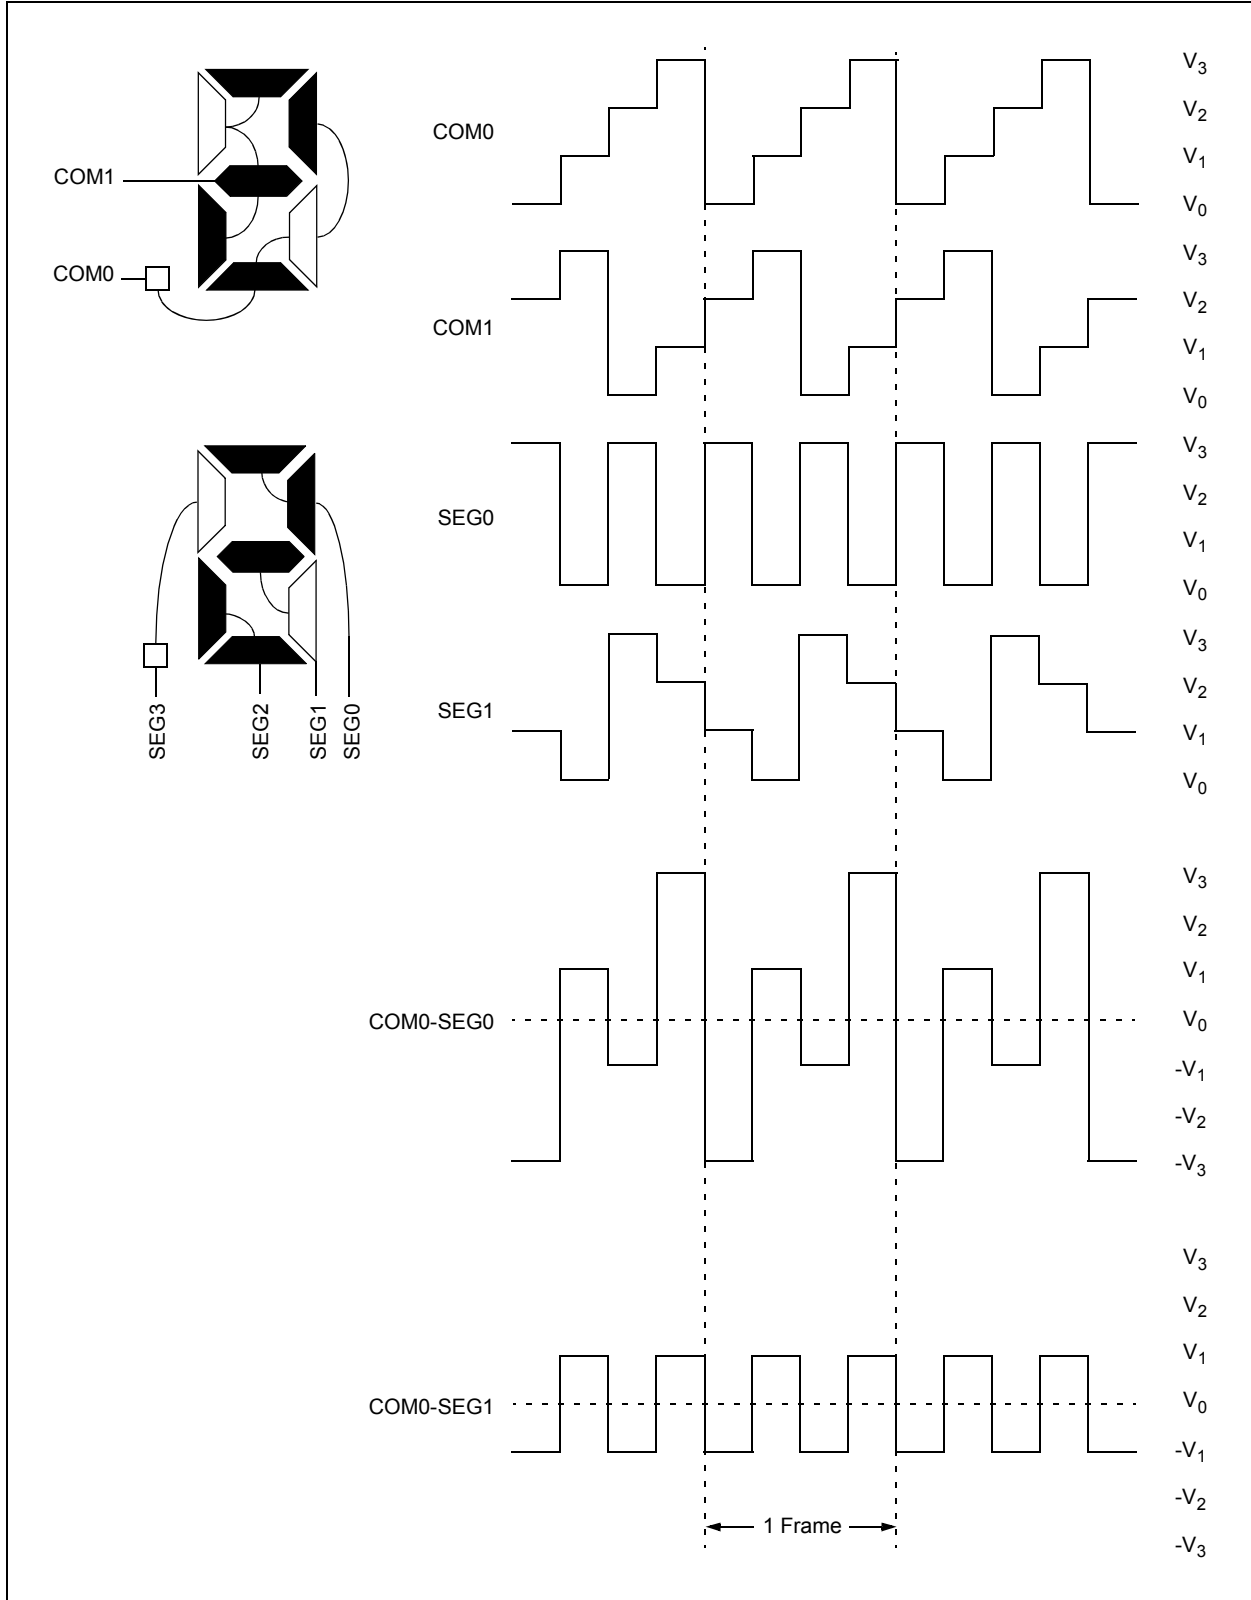 COM1
COM0
SEG3
SEG2
SEG1
SEG0
COM0
V3
V2
V1
V0
COM1
V3
V2
V1
V0
SEG0
V3
V2
V1
V0
SEG1
V3
V2
V1
V0
COM0-SEG0
V3
V2
V1
V0
-V1
-V2
-V3
COM0-SEG1
V3
V2
V1
V0
-V1
-V2
-V3
1 Frame